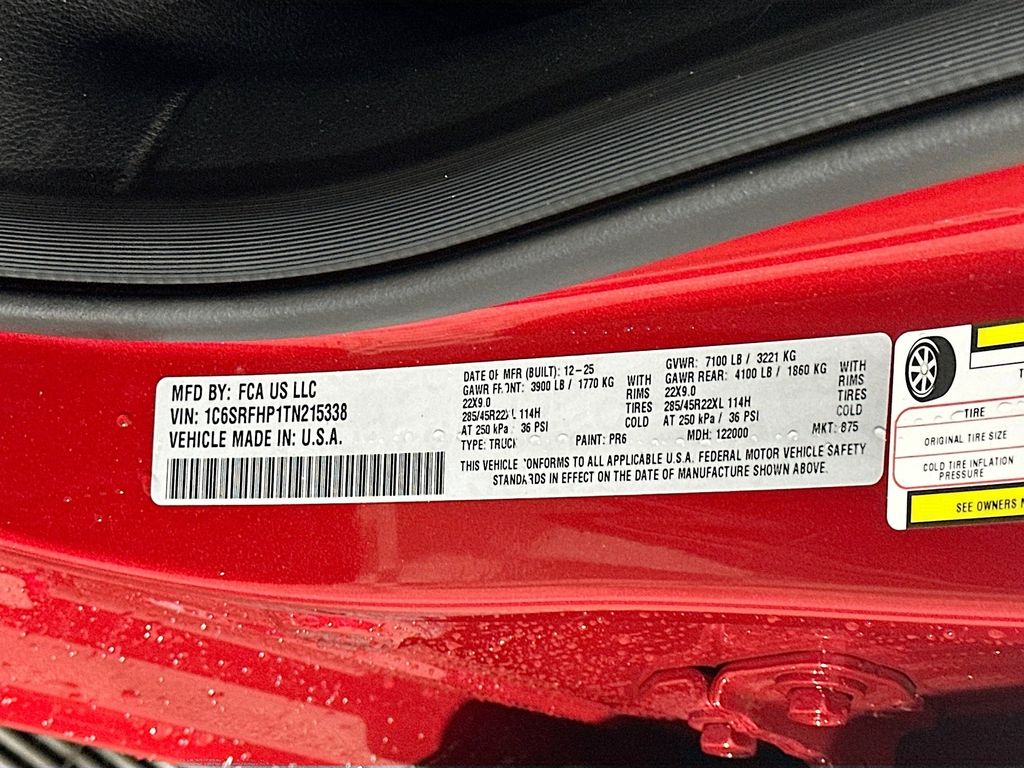 MFD BY: FCA US LLC
VIN: 1C6SRFHP1TN215338
VEHICLE MADE IN: U.S.A.
DATE OF MFR (BUILT): 12-25
GAWR FRONT: 3900 LB / 1770 KG WITH
22X9.0 RIMS
285/45R22XL 114H TIRES
AT 250 kPa / 36 PSI COLD
TYPE: TRUCK PAINT: PR6
GVWR: 7100 LB / 3221 KG
GAWR REAR: 4100 LB / 1860 KG WITH
22X9.0 RIMS
285/45R22XL 114H TIRES
AT 250 kPa / 36 PSI COLD
MDH: 122000 MKT: 875
THIS VEHICLE CONFORMS TO ALL APPLICABLE U.S.A. FEDERAL MOTOR VEHICLE SAFETY
STANDARDS IN EFFECT ON THE DATE OF MANUFACTURE SHOWN ABOVE.
TIRE
ORIGINAL TIRE SIZE
COLD TIRE INFLATION
PRESSURE
SEE OWNERS